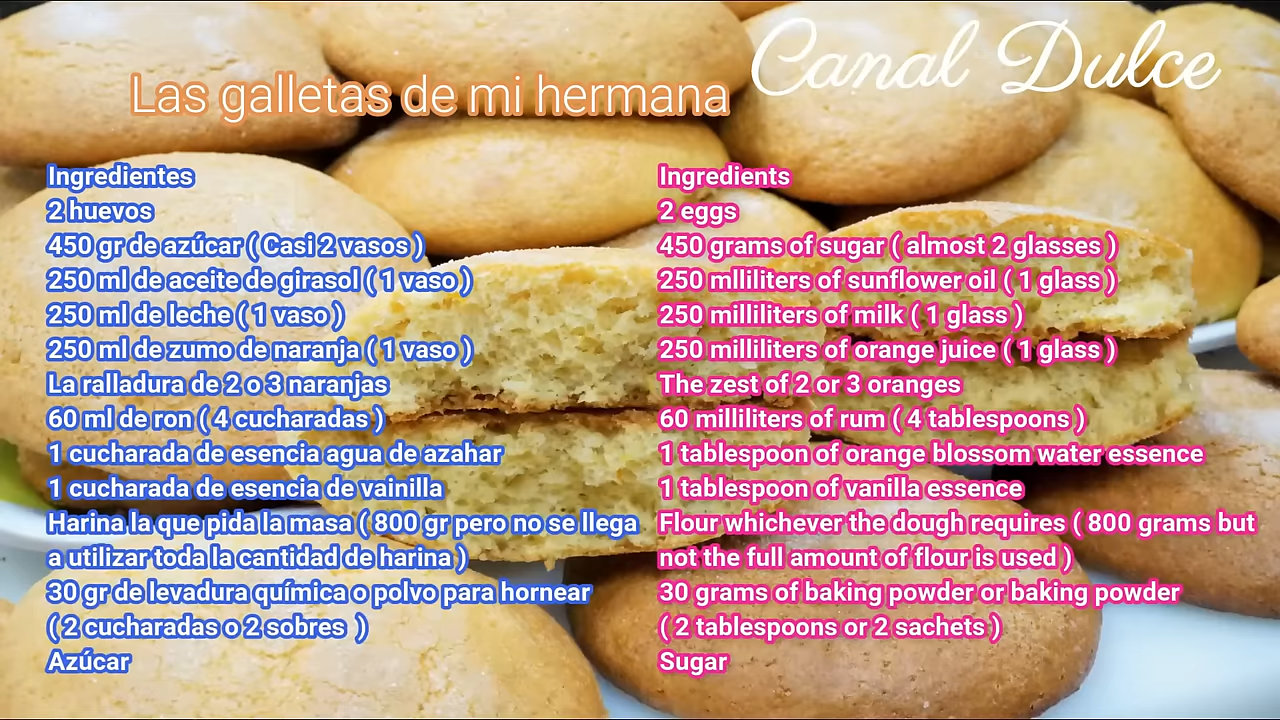 Canal Dulce
Las galletas de mi hermana
Ingredientes
2 huevos
450 gr de azúcar ( Casi 2 vasos )
250 ml de aceite de girasol ( 1 vaso )
250 ml de leche ( 1 vaso )
250 ml de zumo de naranja ( 1 vaso )
La ralladura de 2 o 3 naranjas
60 ml de ron ( 4 cucharadas )
1 cucharada de esencia agua de azahar
1 cucharada de esencia de vainilla
Harina la que pida la masa ( 800 gr pero no se llega
a utilizar toda la cantidad de harina )
30 gr de levadura química o polvo para hornear
( 2 cucharadas o 2 sobres )
Azúcar
Ingredients
2 eggs
450 grams of sugar ( almost 2 glasses )
250 mlliliters of sunflower oil ( 1 glass )
250 milliliters of milk ( 1 glass )
250 milliliters of orange juice ( 1 glass )
The zest of 2 or 3 oranges
60 milliliters of rum ( 4 tablespoons )
1 tablespoon of orange blossom water essence
1 tablespoon of vanilla essence
Flour whichever the dough requires ( 800 grams but
not the full amount of flour is used )
30 grams of baking powder or baking powder
( 2 tablespoons or 2 sachets )
Sugar